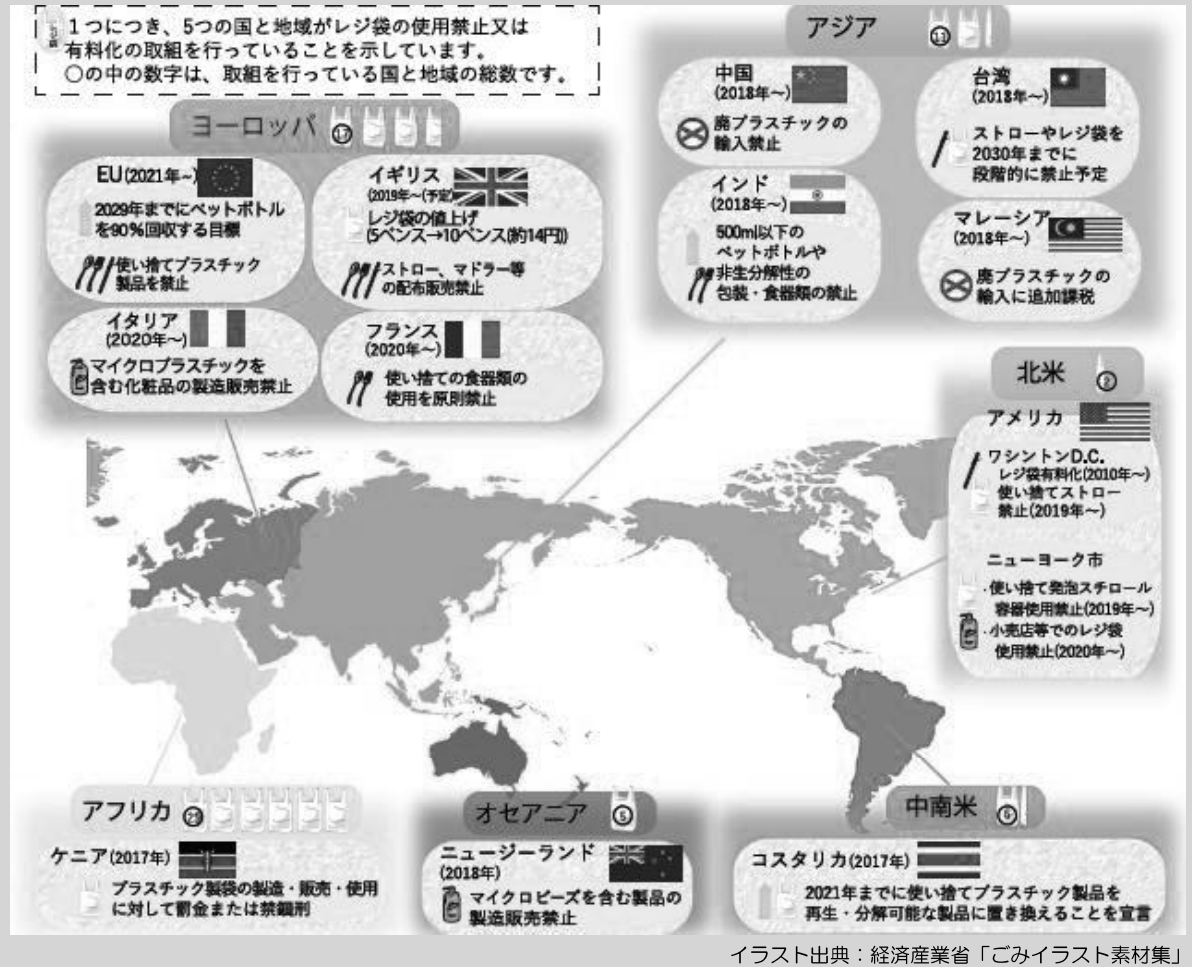 1つにつき、5つの国と地域がレジ袋の使用禁止又は
有料化の取組を行っていることを示しています。
○の中の数字は、取組を行っている国と地域の総数です。
ヨーロッパ 17
EU(2021年~)
2029年までにペットボトル
を90%回収する目標
使い捨てプラスチック
製品を禁止
イギリス
(2019年~(予定)
レジ袋の値上げ
(5ペンス→10ペンス(約14円))
ストロー、マドラー等
の配布販売禁止
イタリア
(2020年~)
マイクロプラスチックを
含む化粧品の製造販売禁止
フランス
(2020年~)
使い捨ての食器類の
使用を原則禁止
アジア 11
中国
(2018年~)
廃プラスチックの
輸入禁止
台湾
(2018年~)
ストローやレジ袋を
2030年までに
段階的に禁止予定
インド
(2018年~)
500ml以下の
ペットボトルや
非生分解性の
包装・食器類の禁止
マレーシア
(2018年~)
廃プラスチックの
輸入に追加課税
北米 2
アメリカ
ワシントンD.C.
レジ袋有料化(2010年~)
使い捨てストロー
禁止(2019年~)
ニューヨーク市
・使い捨て発泡スチロール
容器使用禁止(2019年~)
・小売店等でのレジ袋
使用禁止(2020年~)
アフリカ
ケニア(2017年)
プラスチック製袋の製造・販売・使用
に対して罰金または禁錮刑
オセアニア 5
ニュージーランド
(2018年)
マイクロビーズを含む製品の
製造販売禁止
中南米
コスタリカ(2017年)
2021年までに使い捨てプラスチック製品を
再生・分解可能な製品に置き換えることを宣言
イラスト出典：経済産業省「ごみイラスト素材集」